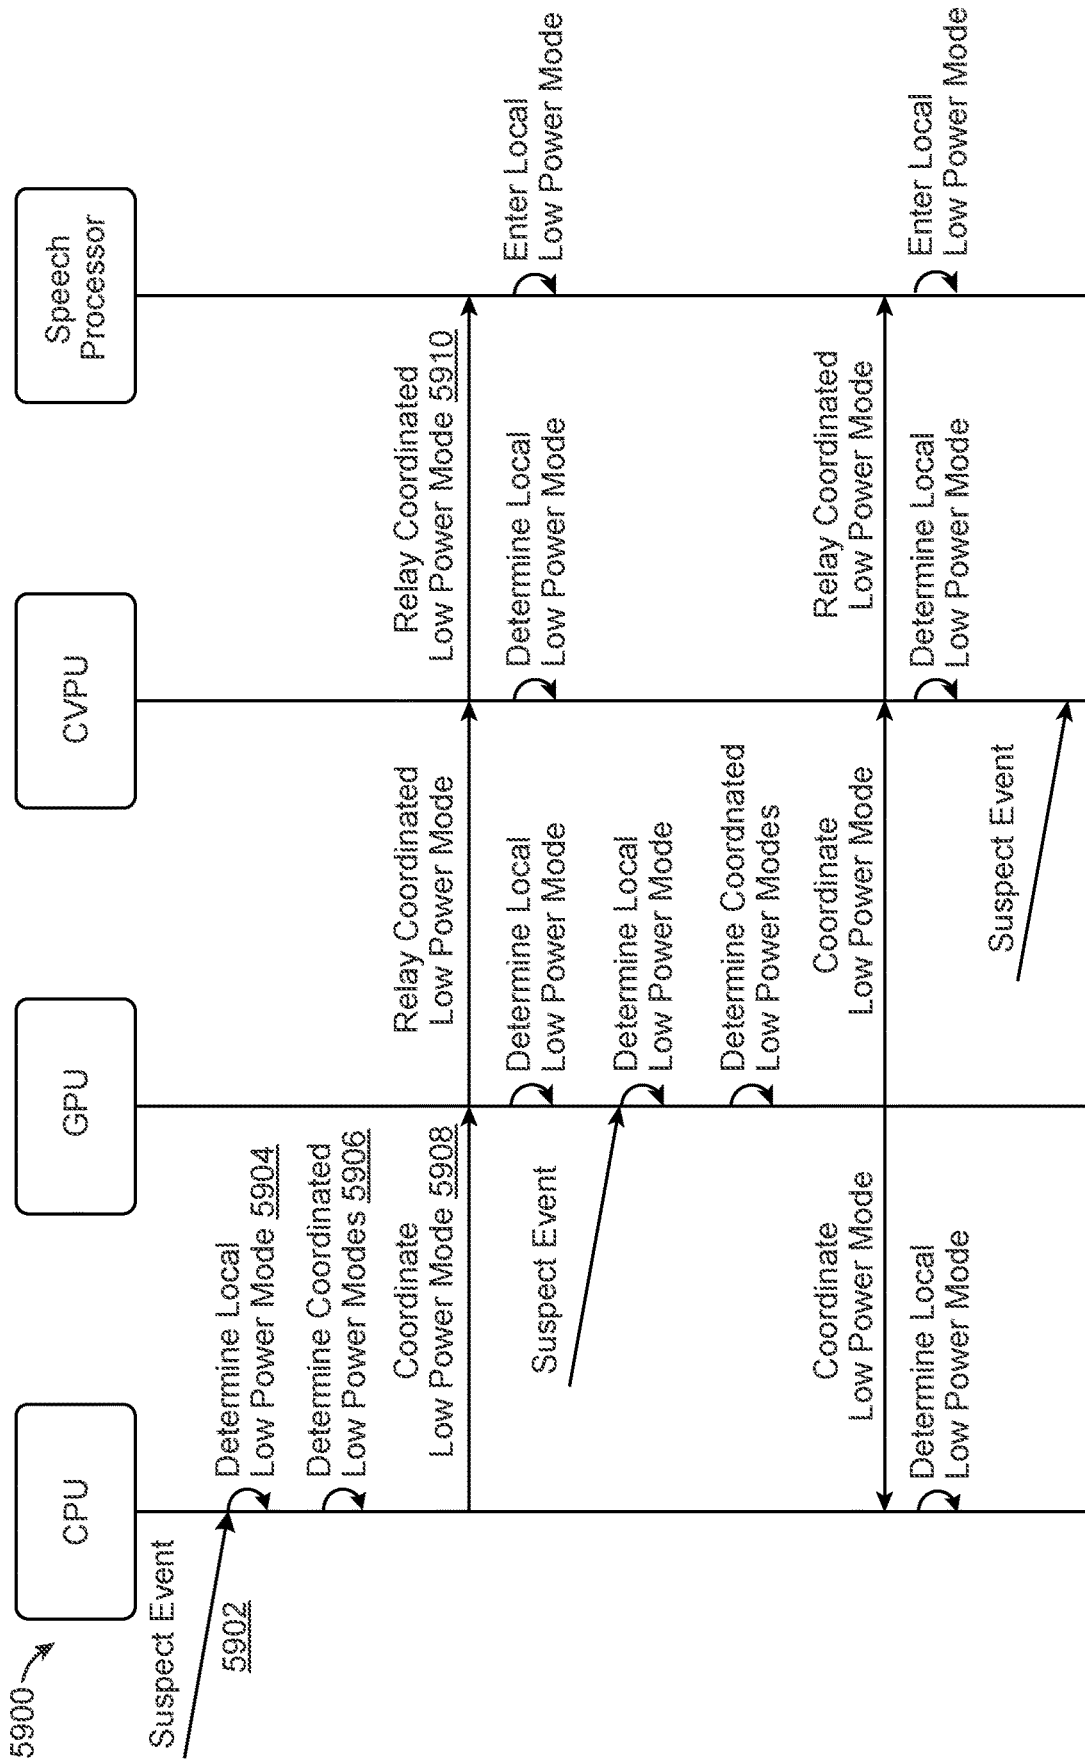 5900
CPU
GPU
CVPU
Speech
Processor
Suspect Event
5902
Determine Local
Low Power Mode 5904
Determine Coordinated
Low Power Modes 5906
Coordinate
Low Power Mode 5908
Relay Coordinated
Low Power Mode
Relay Coordinated
Low Power Mode 5910
Determine Local
Low Power Mode
Determine Local
Low Power Mode
Enter Local
Low Power Mode
Suspect Event
Determine Local
Low Power Mode
Determine Coordnated
Low Power Modes
Coordinate
Low Power Mode
Coordinate
Low Power Mode
Relay Coordinated
Low Power Mode
Determine Local
Low Power Mode
Determine Local
Low Power Mode
Enter Local
Low Power Mode
Suspect Event